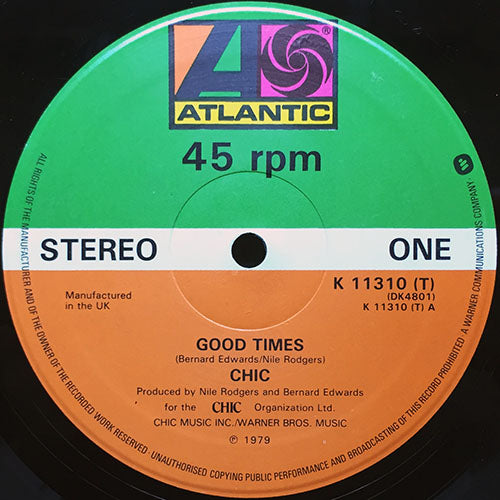 ATLANTIC
®
45 rpm
STEREO
ONE
K 11310 (T)
(DK4801)
K 11310 (T) A
Manufactured
in the UK
GOOD TIMES
(Bernard Edwards/Nile Rodgers)
CHIC
Produced by Nile Rodgers and Bernard Edwards
for the CHIC Organization Ltd.
CHIC MUSIC INC./WARNER BROS. MUSIC
℗ 1979
ALL RIGHTS OF THE MANUFACTURER AND OF THE OWNER OF THE RECORDED WORK RESERVED · UNAUTHORISED COPYING PUBLIC PERFORMANCE AND BROADCASTING OF THIS RECORD PROHIBITED · A WARNER COMMUNICATIONS COMPANY